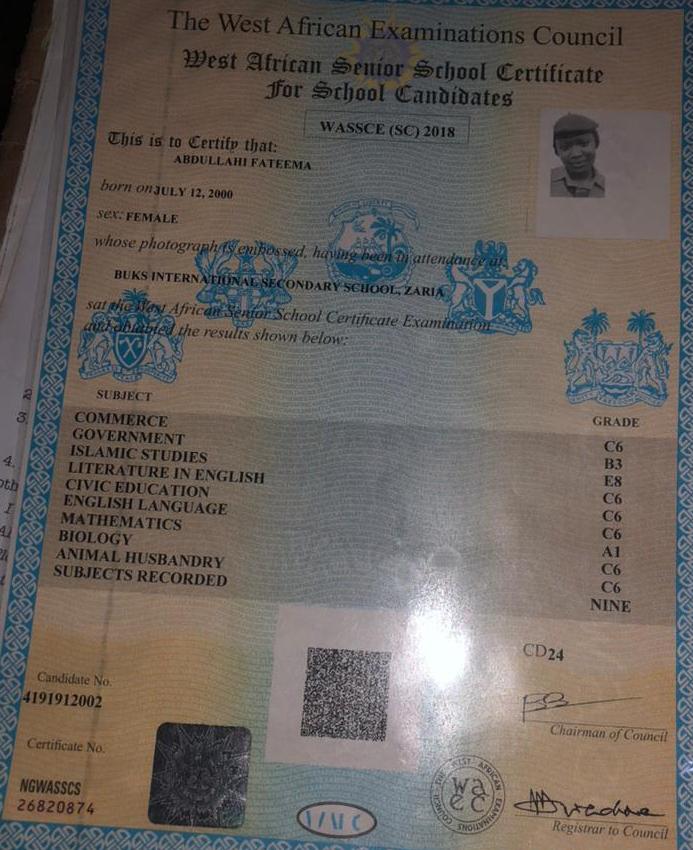 The West African Examinations Council
West African Senior School Certificate
For School Candidates
WASSCE (SC) 2018
This is to Certify that:
ABDULLAHI FATEEMA
born on JULY 12, 2000
sex: FEMALE
whose photograph is embossed, having been in attendance at
BUKS INTERNATIONAL SECONDARY SCHOOL, ZARIA
sat the West African Senior School Certificate Examination
and obtained the results shown below:
SUBJECT GRADE
COMMERCE C6
GOVERNMENT B3
ISLAMIC STUDIES E8
LITERATURE IN ENGLISH C6
CIVIC EDUCATION C6
ENGLISH LANGUAGE C6
MATHEMATICS A1
BIOLOGY C6
ANIMAL HUSBANDRY C6
SUBJECTS RECORDED NINE
CD24
Candidate No.
4191912002
Chairman of Council
Certificate No.
NGWASSCS
26820874
Registrar to Council